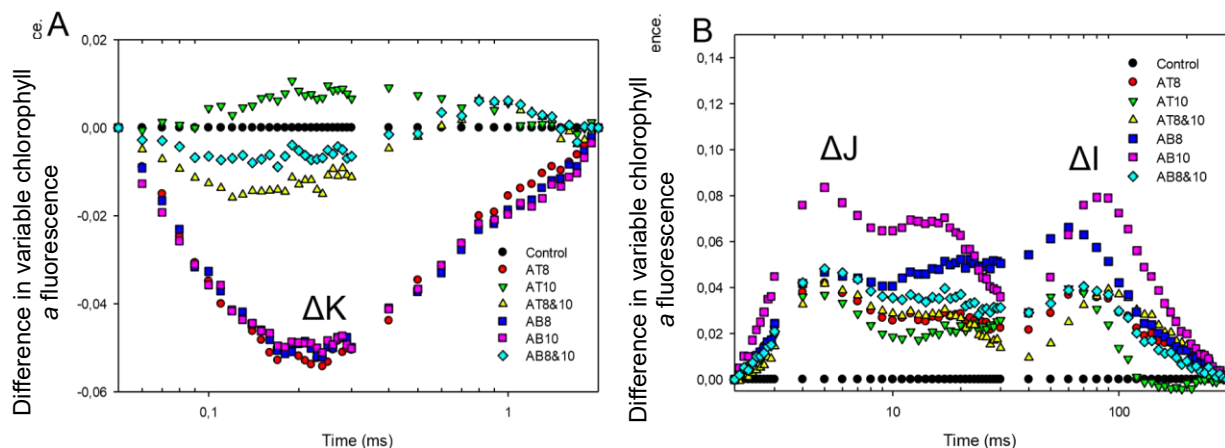 A
ce.
Difference in variable chlorophyll
a fluorescence
0,02
0,00
-0,02
-0,04
-0,06
0,1
1
Time (ms)
ΔK
Control
AT8
AT10
AT8&10
AB8
AB10
AB8&10
B
ence.
Difference in variable chlorophyll
a fluorescence
0,14
0,12
0,10
0,08
0,06
0,04
0,02
0,00
10
100
Time (ms)
ΔJ
ΔI
Control
AT8
AT10
AT8&10
AB8
AB10
AB8&10